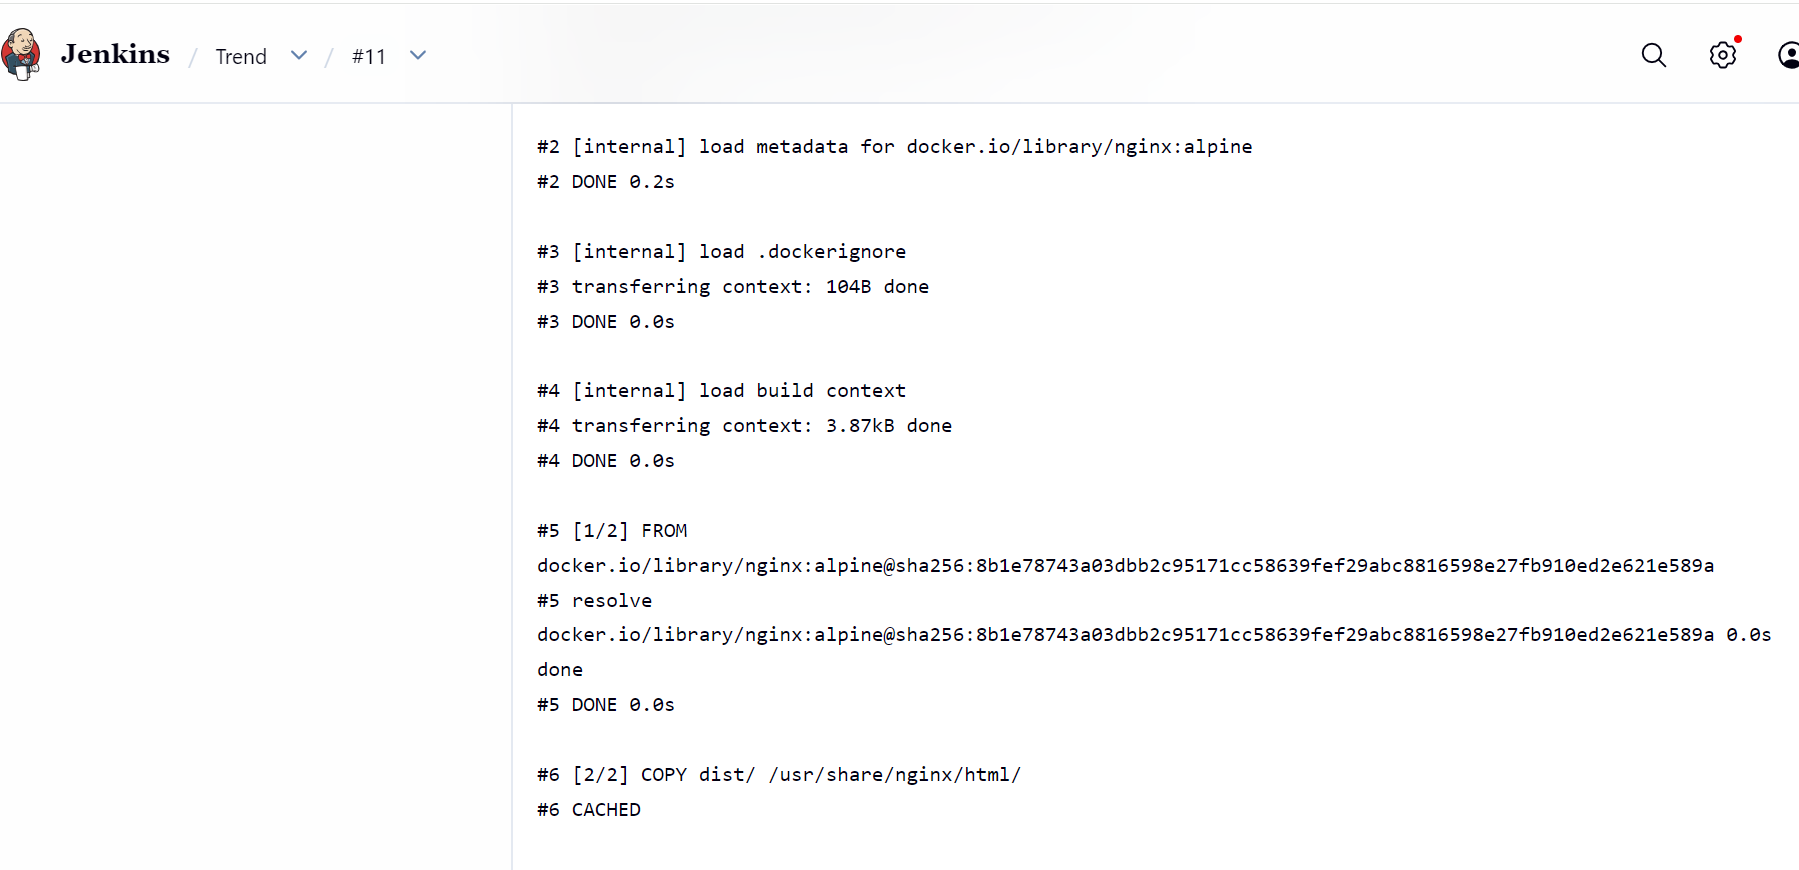 Jenkins / Trend / #11
#2 [internal] load metadata for docker.io/library/nginx:alpine
#2 DONE 0.2s
#3 [internal] load .dockerignore
#3 transferring context: 104B done
#3 DONE 0.0s
#4 [internal] load build context
#4 transferring context: 3.87kB done
#4 DONE 0.0s
#5 [1/2] FROM
docker.io/library/nginx:alpine@sha256:8b1e78743a03dbb2c95171cc58639fef29abc8816598e27fb910ed2e621e589a
#5 resolve
docker.io/library/nginx:alpine@sha256:8b1e78743a03dbb2c95171cc58639fef29abc8816598e27fb910ed2e621e589a 0.0s
done
#5 DONE 0.0s
#6 [2/2] COPY dist/ /usr/share/nginx/html/
#6 CACHED